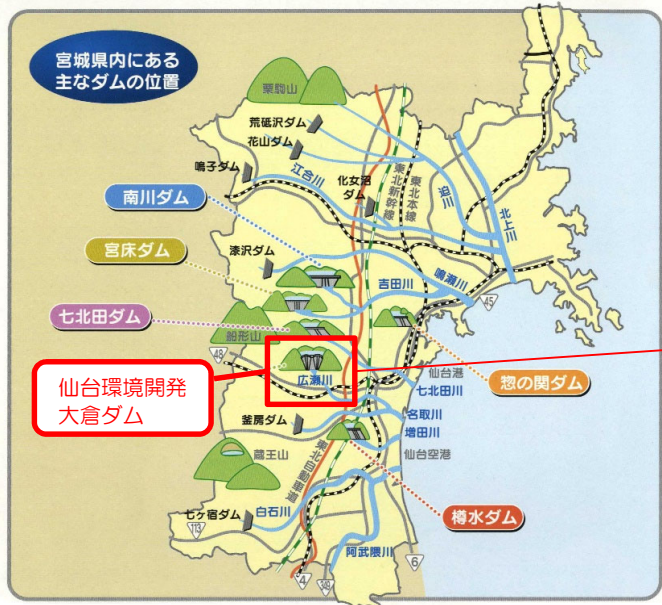 宮城県内にある
主なダムの位置
栗駒山
荒砥沢ダム
花山ダム
鳴子ダム
江合川
化女沼
ダム
東北新幹線
東北本線
迫川
北上川
南川ダム
宮床ダム
漆沢ダム
吉田川
鳴瀬川
45
七北田ダム
船形山
48
仙台環境開発
大倉ダム
広瀬川
仙台港
七北田川
惣の関ダム
名取川
釜房ダム
増田川
蔵王山
東北自動車道
仙台空港
七ヶ宿ダム
白石川
樽水ダム
113
阿武隈川
4
349
6